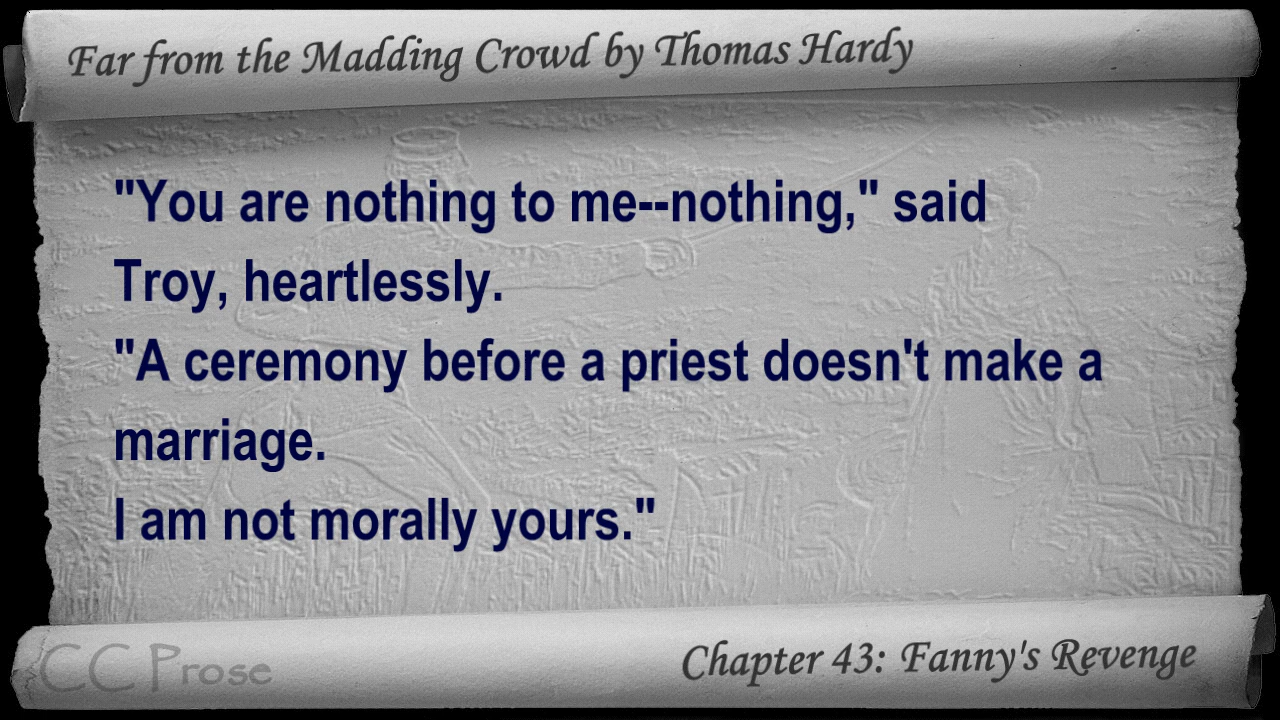 Far from the Madding Crowd by Thomas Hardy
"You are nothing to me--nothing," said
Troy, heartlessly.
"A ceremony before a priest doesn't make a
marriage.
I am not morally yours."
CC Prose
Chapter 43: Fanny's Revenge